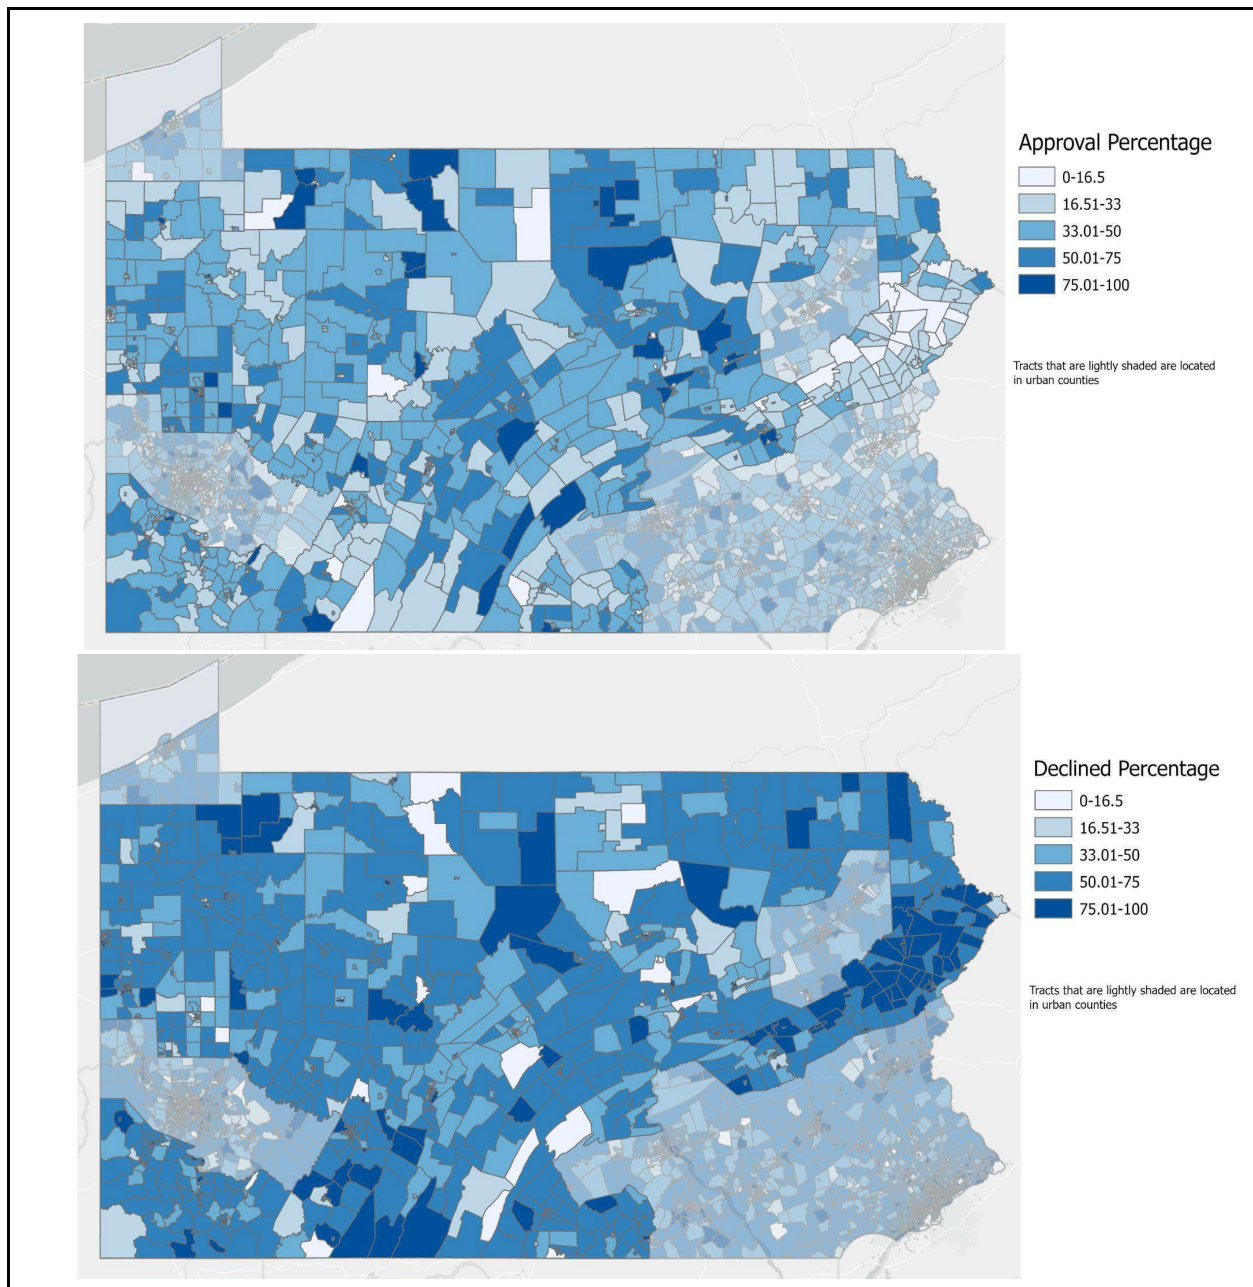 Approval Percentage
0-16.5
16.51-33
33.01-50
50.01-75
75.01-100
Tracts that are lightly shaded are located
in urban counties
Declined Percentage
0-16.5
16.51-33
33.01-50
50.01-75
75.01-100
Tracts that are lightly shaded are located
in urban counties